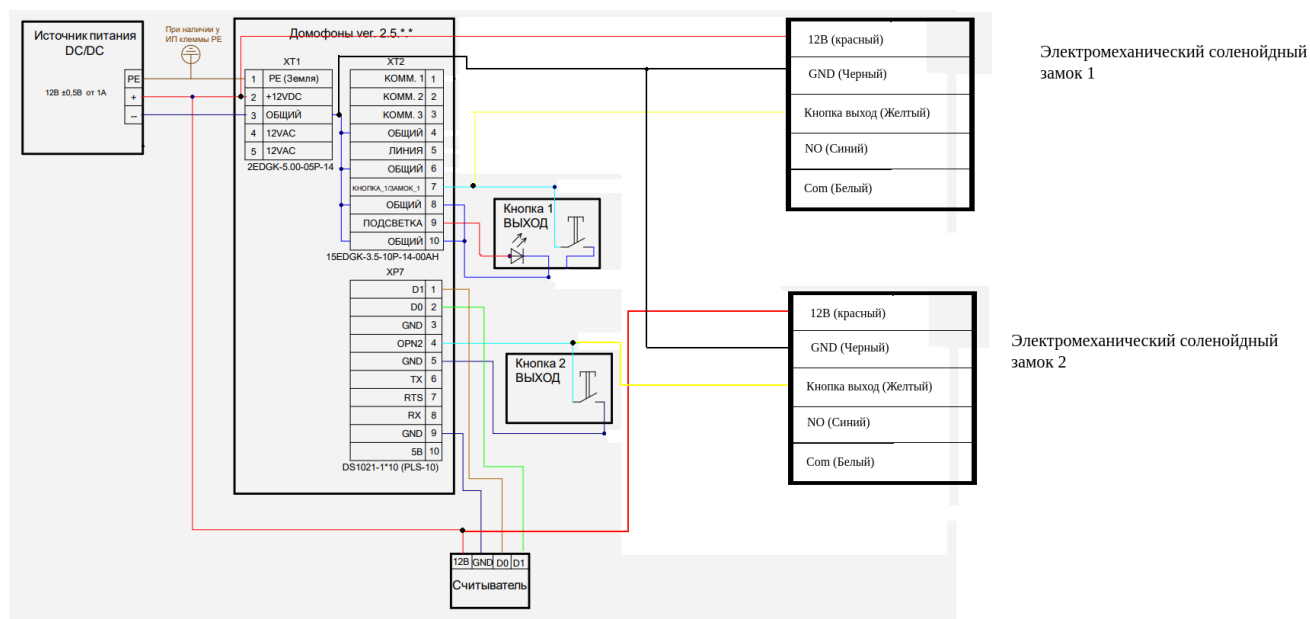 Источник питания
DC/DC
12В ±0,5В от 1А
PE
+
--
При наличии у
ИП клеммы PE
Домофоны ver. 2.5.*.*
XT1
1 PE (Земля)
2 +12VDC
3 ОБЩИЙ
4 12VAC
5 12VAC
2EDGK-5.00-05P-14
XT2
КОММ. 1 1
КОММ. 2 2
КОММ. 3 3
ОБЩИЙ 4
ЛИНИЯ 5
ОБЩИЙ 6
КНОПКА_1/ЗАМОК_1 7
ОБЩИЙ 8
ПОДСВЕТКА 9
ОБЩИЙ 10
15EDGK-3.5-10P-14-00AH
XP7
D1 1
D0 2
GND 3
OPN2 4
GND 5
TX 6
RTS 7
RX 8
GND 9
5В 10
DS1021-1*10 (PLS-10)
Кнопка 1
ВЫХОД
Кнопка 2
ВЫХОД
12В GND D0 D1
Считыватель
12В (красный)
GND (Черный)
Кнопка выход (Желтый)
NO (Синий)
Com (Белый)
Электромеханический соленойдный
замок 1
12В (красный)
GND (Черный)
Кнопка выход (Желтый)
NO (Синий)
Com (Белый)
Электромеханический соленойдный
замок 2